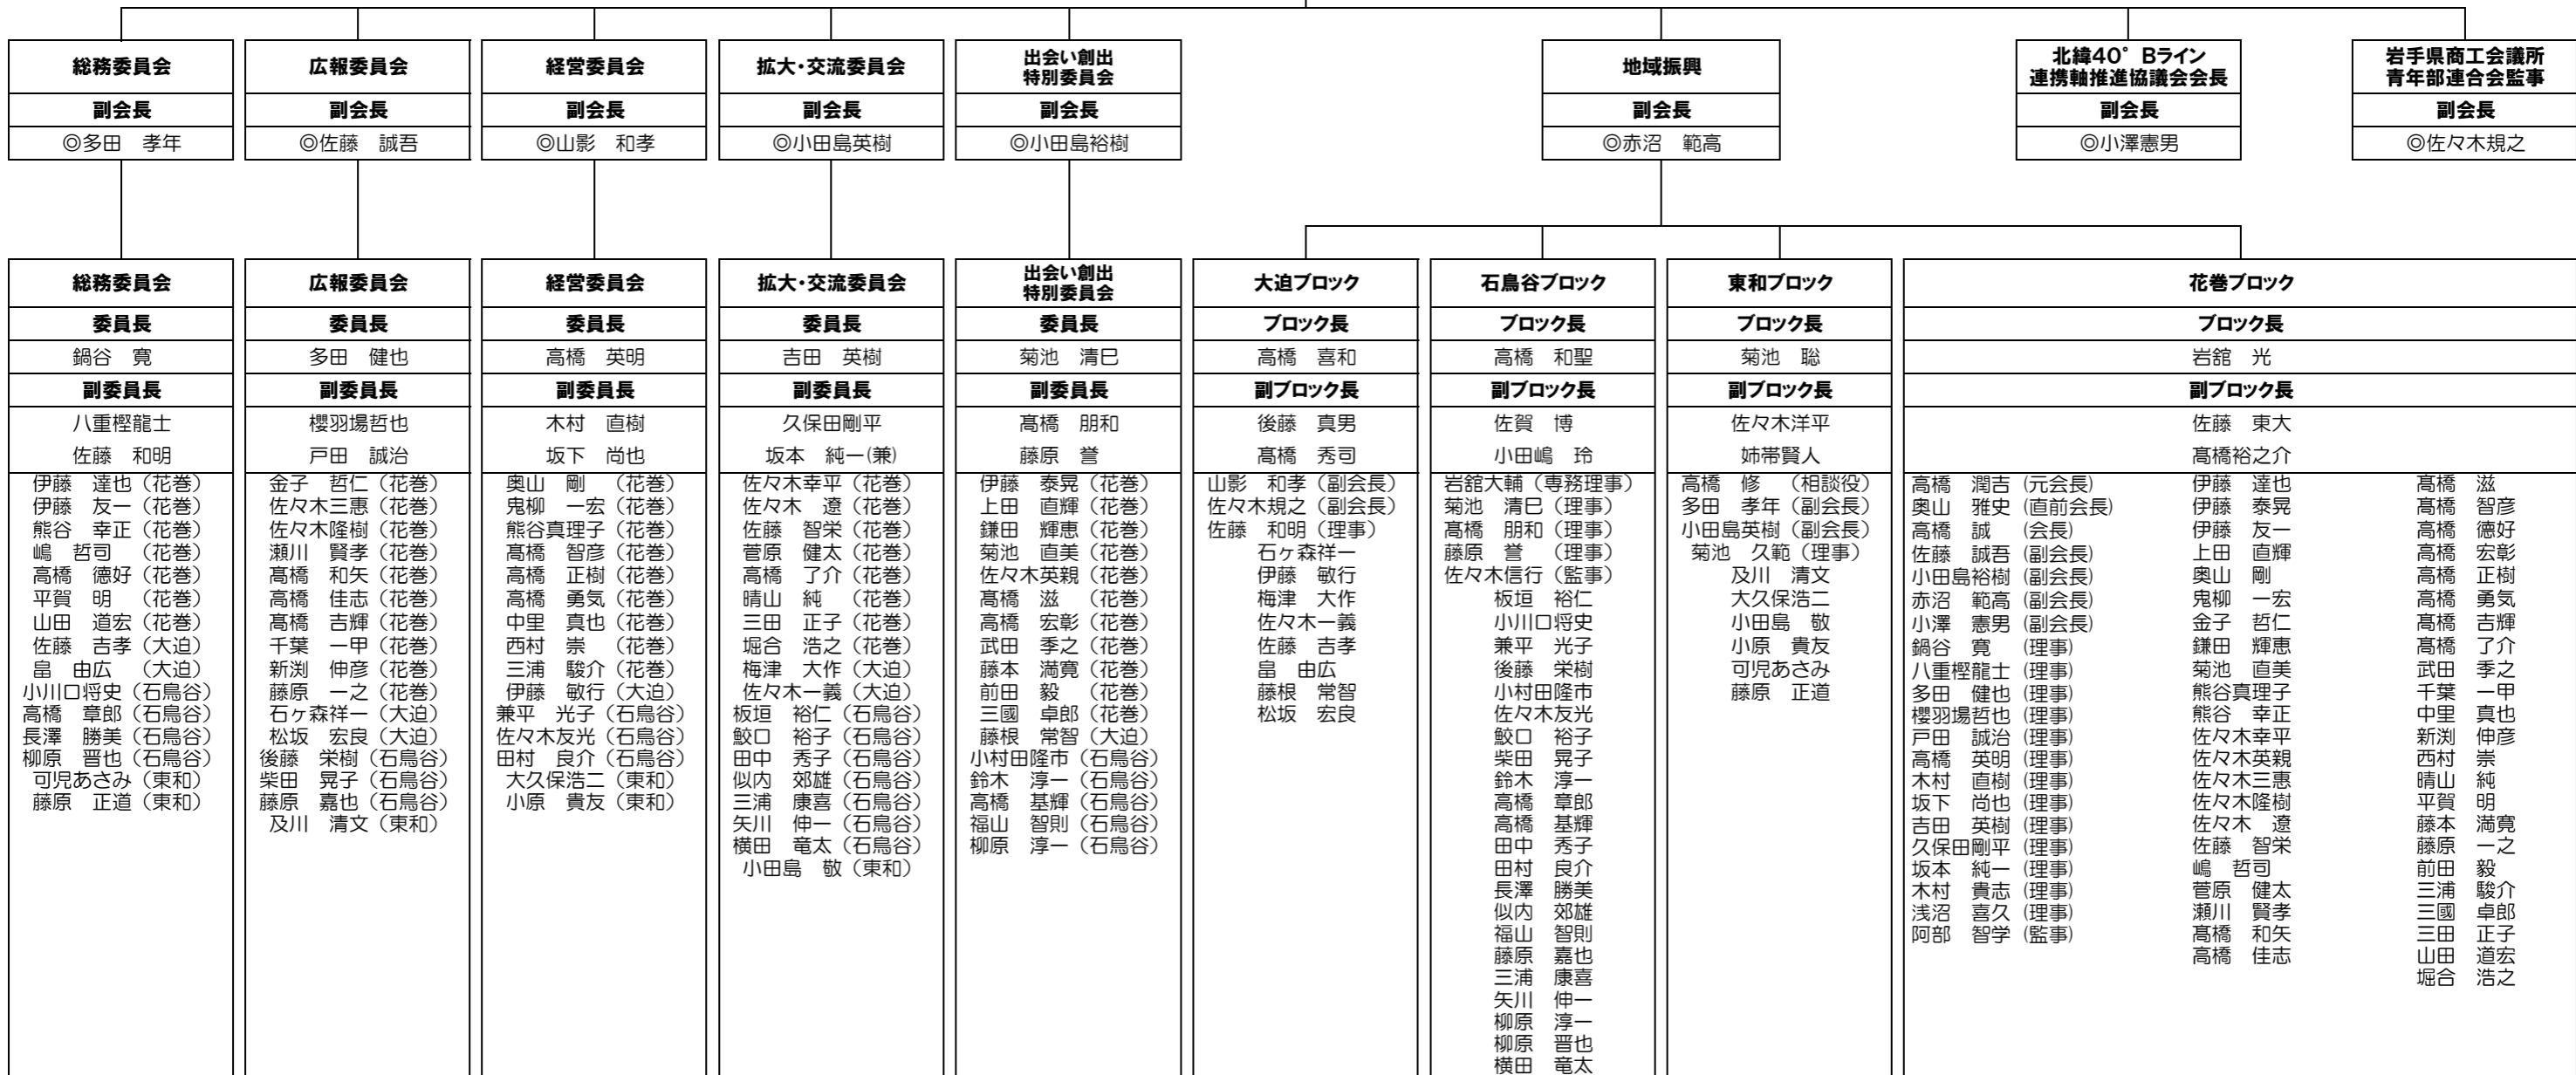 総務委員会
副会長
◎多田　孝年
広報委員会
副会長
◎佐藤　誠吾
経営委員会
副会長
◎山影　和孝
拡大・交流委員会
副会長
◎小田島英樹
出会い創出
特別委員会
副会長
◎小田島裕樹
地域振興
副会長
◎赤沼　範高
北緯40°Bライン
連携軸推進協議会会長
副会長
◎小澤憲男
岩手県商工会議所
青年部連合会監事
副会長
◎佐々木規之
総務委員会
委員長
鍋谷　寛
副委員長
八重樫龍士
佐藤　和明
伊藤　達也（花巻）
伊藤　友一（花巻）
熊谷　幸正（花巻）
嶋　哲司　（花巻）
高橋　徳好（花巻）
平賀　明　（花巻）
山田　道宏（花巻）
佐藤　吉孝（大迫）
畠　由広　（大迫）
小川口将史（石鳥谷）
高橋　章郎（石鳥谷）
長澤　勝美（石鳥谷）
柳原　晋也（石鳥谷）
可児あさみ（東和）
藤原　正道（東和）
広報委員会
委員長
多田　健也
副委員長
櫻羽場哲也
戸田　誠治
金子　哲仁（花巻）
佐々木三惠（花巻）
佐々木隆樹（花巻）
瀬川　賢孝（花巻）
髙橋　和矢（花巻）
高橋　佳志（花巻）
髙橋　吉輝（花巻）
千葉　一甲（花巻）
新渕　伸彦（花巻）
藤原　一之（花巻）
石ヶ森祥一（大迫）
松坂　宏良（大迫）
後藤　栄樹（石鳥谷）
柴田　晃子（石鳥谷）
藤原　嘉也（石鳥谷）
及川　清文（東和）
経営委員会
委員長
高橋　英明
副委員長
木村　直樹
坂下　尚也
奥山　剛　（花巻）
鬼柳　一宏（花巻）
熊谷真理子（花巻）
髙橋　智彦（花巻）
高橋　正樹（花巻）
高橋　勇気（花巻）
中里　真也（花巻）
西村　崇　（花巻）
三浦　駿介（花巻）
伊藤　敏行（大迫）
兼平　光子（石鳥谷）
佐々木友光（石鳥谷）
田村　良介（石鳥谷）
大久保浩二（東和）
小原　貴友（東和）
拡大・交流委員会
委員長
吉田　英樹
副委員長
久保田剛平
坂本　純一(兼)
佐々木幸平（花巻）
佐々木　遼（花巻）
佐藤　智栄（花巻）
菅原　健太（花巻）
高橋　了介（花巻）
晴山　純　（花巻）
三田　正子（花巻）
堀合　浩之（花巻）
梅津　大作（大迫）
佐々木一義（大迫）
板垣　裕仁（石鳥谷）
鮫口　裕子（石鳥谷）
田中　秀子（石鳥谷）
似内　郊雄（石鳥谷）
三浦　康喜（石鳥谷）
矢川　伸一（石鳥谷）
横田　竜太（石鳥谷）
小田島　敬（東和）
出会い創出
特別委員会
委員長
菊池　清巳
副委員長
髙橋　朋和
藤原　誉
伊藤　泰晃（花巻）
上田　直輝（花巻）
鎌田　輝恵（花巻）
菊池　直美（花巻）
佐々木英親（花巻）
髙橋　滋　（花巻）
高橋　宏彰（花巻）
武田　季之（花巻）
藤本　満寛（花巻）
前田　毅　（花巻）
三國　卓郎（花巻）
藤根　常智（大迫）
小村田隆市（石鳥谷）
鈴木　淳一（石鳥谷）
高橋　基輝（石鳥谷）
福山　智則（石鳥谷）
柳原　淳一（石鳥谷）
大迫ブロック
ブロック長
高橋　喜和
副ブロック長
後藤　真男
髙橋　秀司
山影　和孝（副会長）
佐々木規之（副会長）
佐藤　和明（理事）
石ヶ森祥一
伊藤　敏行
梅津　大作
佐々木一義
佐藤　吉孝
畠　由広
藤根　常智
松坂　宏良
石鳥谷ブロック
ブロック長
高橋　和聖
副ブロック長
佐賀　博
小田嶋　玲
岩舘大輔（専務理事）
菊池　清巳（理事）
髙橋　朋和（理事）
藤原　誉　（理事）
佐々木信行（監事）
板垣　裕仁
小川口将史
兼平　光子
後藤　栄樹
小村田隆市
佐々木友光
鮫口　裕子
柴田　晃子
鈴木　淳一
高橋　章郎
高橋　基輝
田中　秀子
田村　良介
長澤　勝美
似内　郊雄
福山　智則
藤原　嘉也
三浦　康喜
矢川　伸一
柳原　淳一
柳原　晋也
横田　竜太
東和ブロック
ブロック長
菊池　聡
副ブロック長
佐々木洋平
姉帯賢人
高橋　修　（相談役）
多田　孝年（副会長）
小田島英樹（副会長）
菊池　久範（理事）
及川　清文
大久保浩二
小田島　敬
小原　貴友
可児あさみ
藤原　正道
花巻ブロック
ブロック長
岩舘　光
副ブロック長
佐藤　東大
髙橋裕之介
高橋　潤吉 (元会長)
奥山　雅史 (直前会長)
高橋　誠　 (会長)
佐藤　誠吾 (副会長)
小田島裕樹 (副会長)
赤沼　範高 (副会長)
小澤　憲男 (副会長)
鍋谷　寛　 (理事)
八重樫龍士 (理事)
多田　健也 (理事)
櫻羽場哲也 (理事)
戸田　誠治 (理事)
高橋　英明 (理事)
木村　直樹 (理事)
坂下　尚也 (理事)
吉田　英樹 (理事)
久保田剛平 (理事)
坂本　純一 (理事)
木村　貴志 (理事)
浅沼　喜久 (理事)
阿部　智学 (監事)
伊藤　達也
伊藤　泰晃
伊藤　友一
上田　直輝
奥山　剛
鬼柳　一宏
金子　哲仁
鎌田　輝恵
菊池　直美
熊谷真理子
熊谷　幸正
佐々木幸平
佐々木英親
佐々木三惠
佐々木隆樹
佐々木　遼
佐藤　智栄
嶋　哲司
菅原　健太
瀬川　賢孝
髙橋　和矢
高橋　佳志
髙橋　滋
髙橋　智彦
高橋　徳好
高橋　宏彰
高橋　正樹
高橋　勇気
髙橋　吉輝
高橋　了介
武田　季之
千葉　一甲
中里　真也
新渕　伸彦
西村　崇
晴山　純
平賀　明
藤本　満寛
藤原　一之
前田　毅
三浦　駿介
三國　卓郎
三田　正子
山田　道宏
堀合　浩之